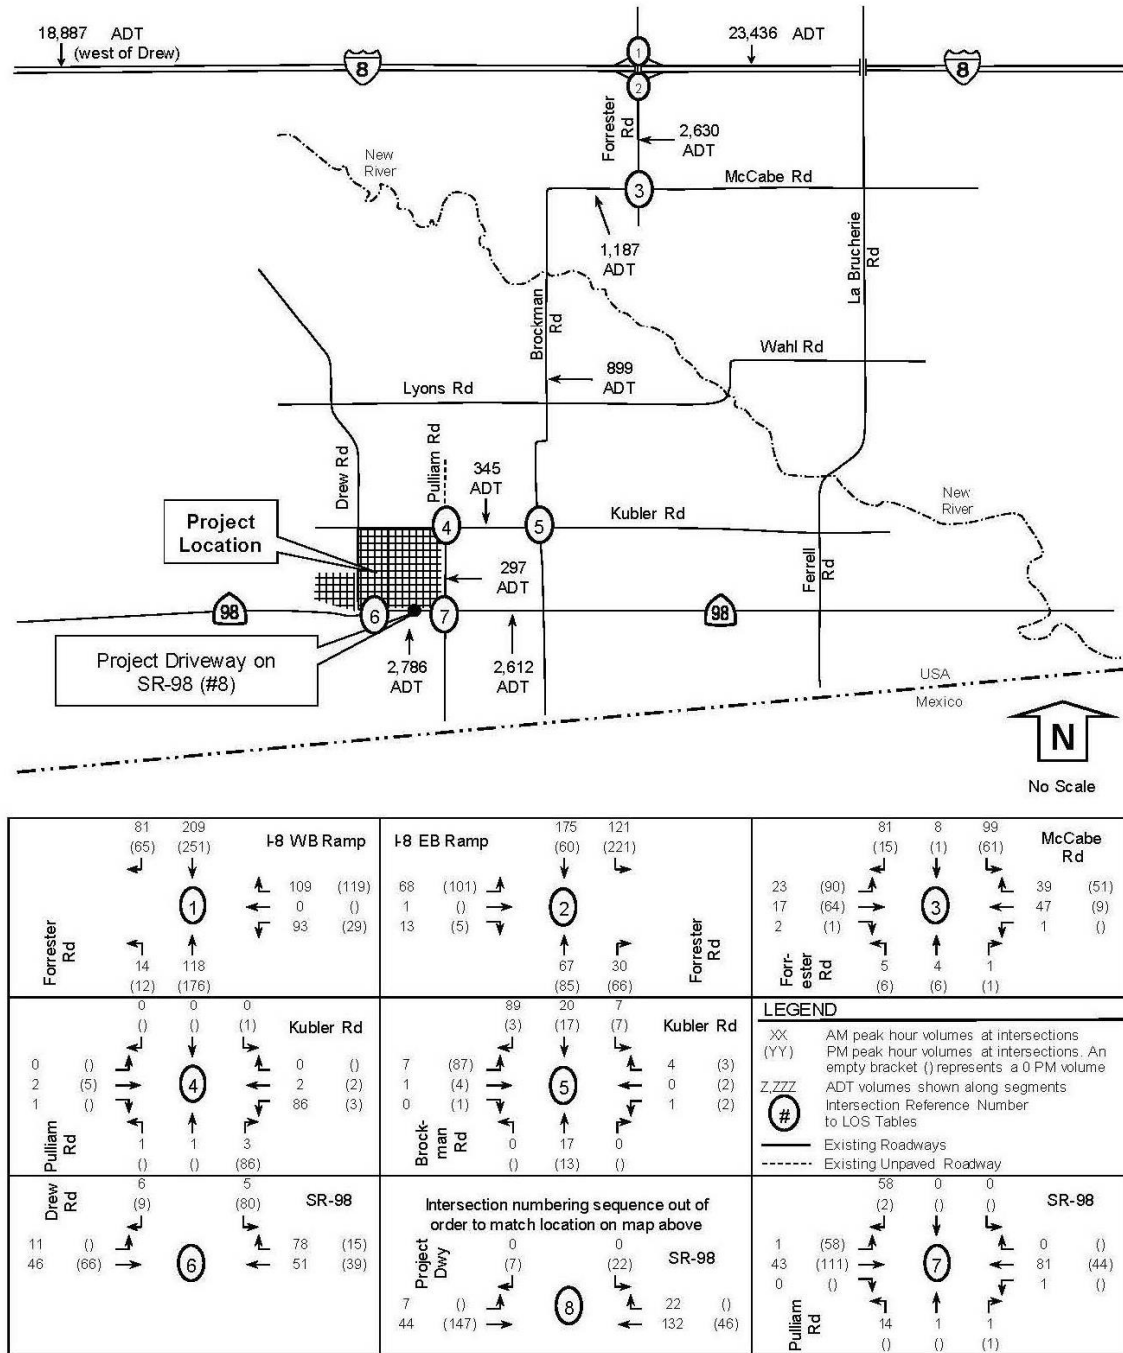 18,887 ADT
(west of Drew)
23,436 ADT
8
8
1
2
Forrester
Rd
2,630
ADT
New
River
3
McCabe Rd
1,187
ADT
La Brucherie
Rd
Brockman
Rd
Wahl Rd
899
ADT
Lyons Rd
Drew Rd
Pulliam Rd
345
ADT
Project
Location
4
5
Kubler Rd
New
River
297
ADT
Ferrell
Rd
98
6
7
98
Project Driveway on
SR-98 (#8)
2,786
ADT
2,612
ADT
USA
Mexico
N
No Scale
81 209
(65) (251)
I-8 WB Ramp
109 (119)
1
0 ()
93 (29)
Forrester
Rd
14 118
(12) (176)
I-8 EB Ramp
175 121
(60) (221)
68 (101)
1 ()
2
13 (5)
67 30
(85) (66)
Forrester
Rd
81 8 99
(15) (1) (61)
McCabe
Rd
23 (90)
17 (64)
2 (1)
3
39 (51)
47 (9)
1 ()
For-
ester
Rd
5 4 1
(6) (6) (1)
0 0 0
() () (1)
Kubler Rd
0 ()
2 (5)
1 ()
4
0 ()
2 (2)
86 (3)
Pulliam
Rd
1 1 3
() () (86)
89 20 7
(3) (17) (7)
Kubler Rd
7 (87)
1 (4)
0 (1)
5
4 (3)
0 (2)
1 (2)
Brock-
man
Rd
0 17 0
() (13) ()
LEGEND
XX AM peak hour volumes at intersections
(YY) PM peak hour volumes at intersections. An
empty bracket () represents a 0 PM volume
Z,ZZZ ADT volumes shown along segments
# Intersection Reference Number
to LOS Tables
Existing Roadways
Existing Unpaved Roadway
Drew
Rd
6 5
(9) (80)
SR-98
11 ()
46 (66)
6
78 (15)
51 (39)
Intersection numbering sequence out of
order to match location on map above
Project
Dwy
0 0
(7) (22)
SR-98
7 ()
44 (147)
8
22 ()
132 (46)
58 0 0
(2) () ()
SR-98
1 (58)
43 (111)
0 ()
7
0 ()
81 (44)
1 ()
Pulliam
Rd
14 1 1
() () (1)